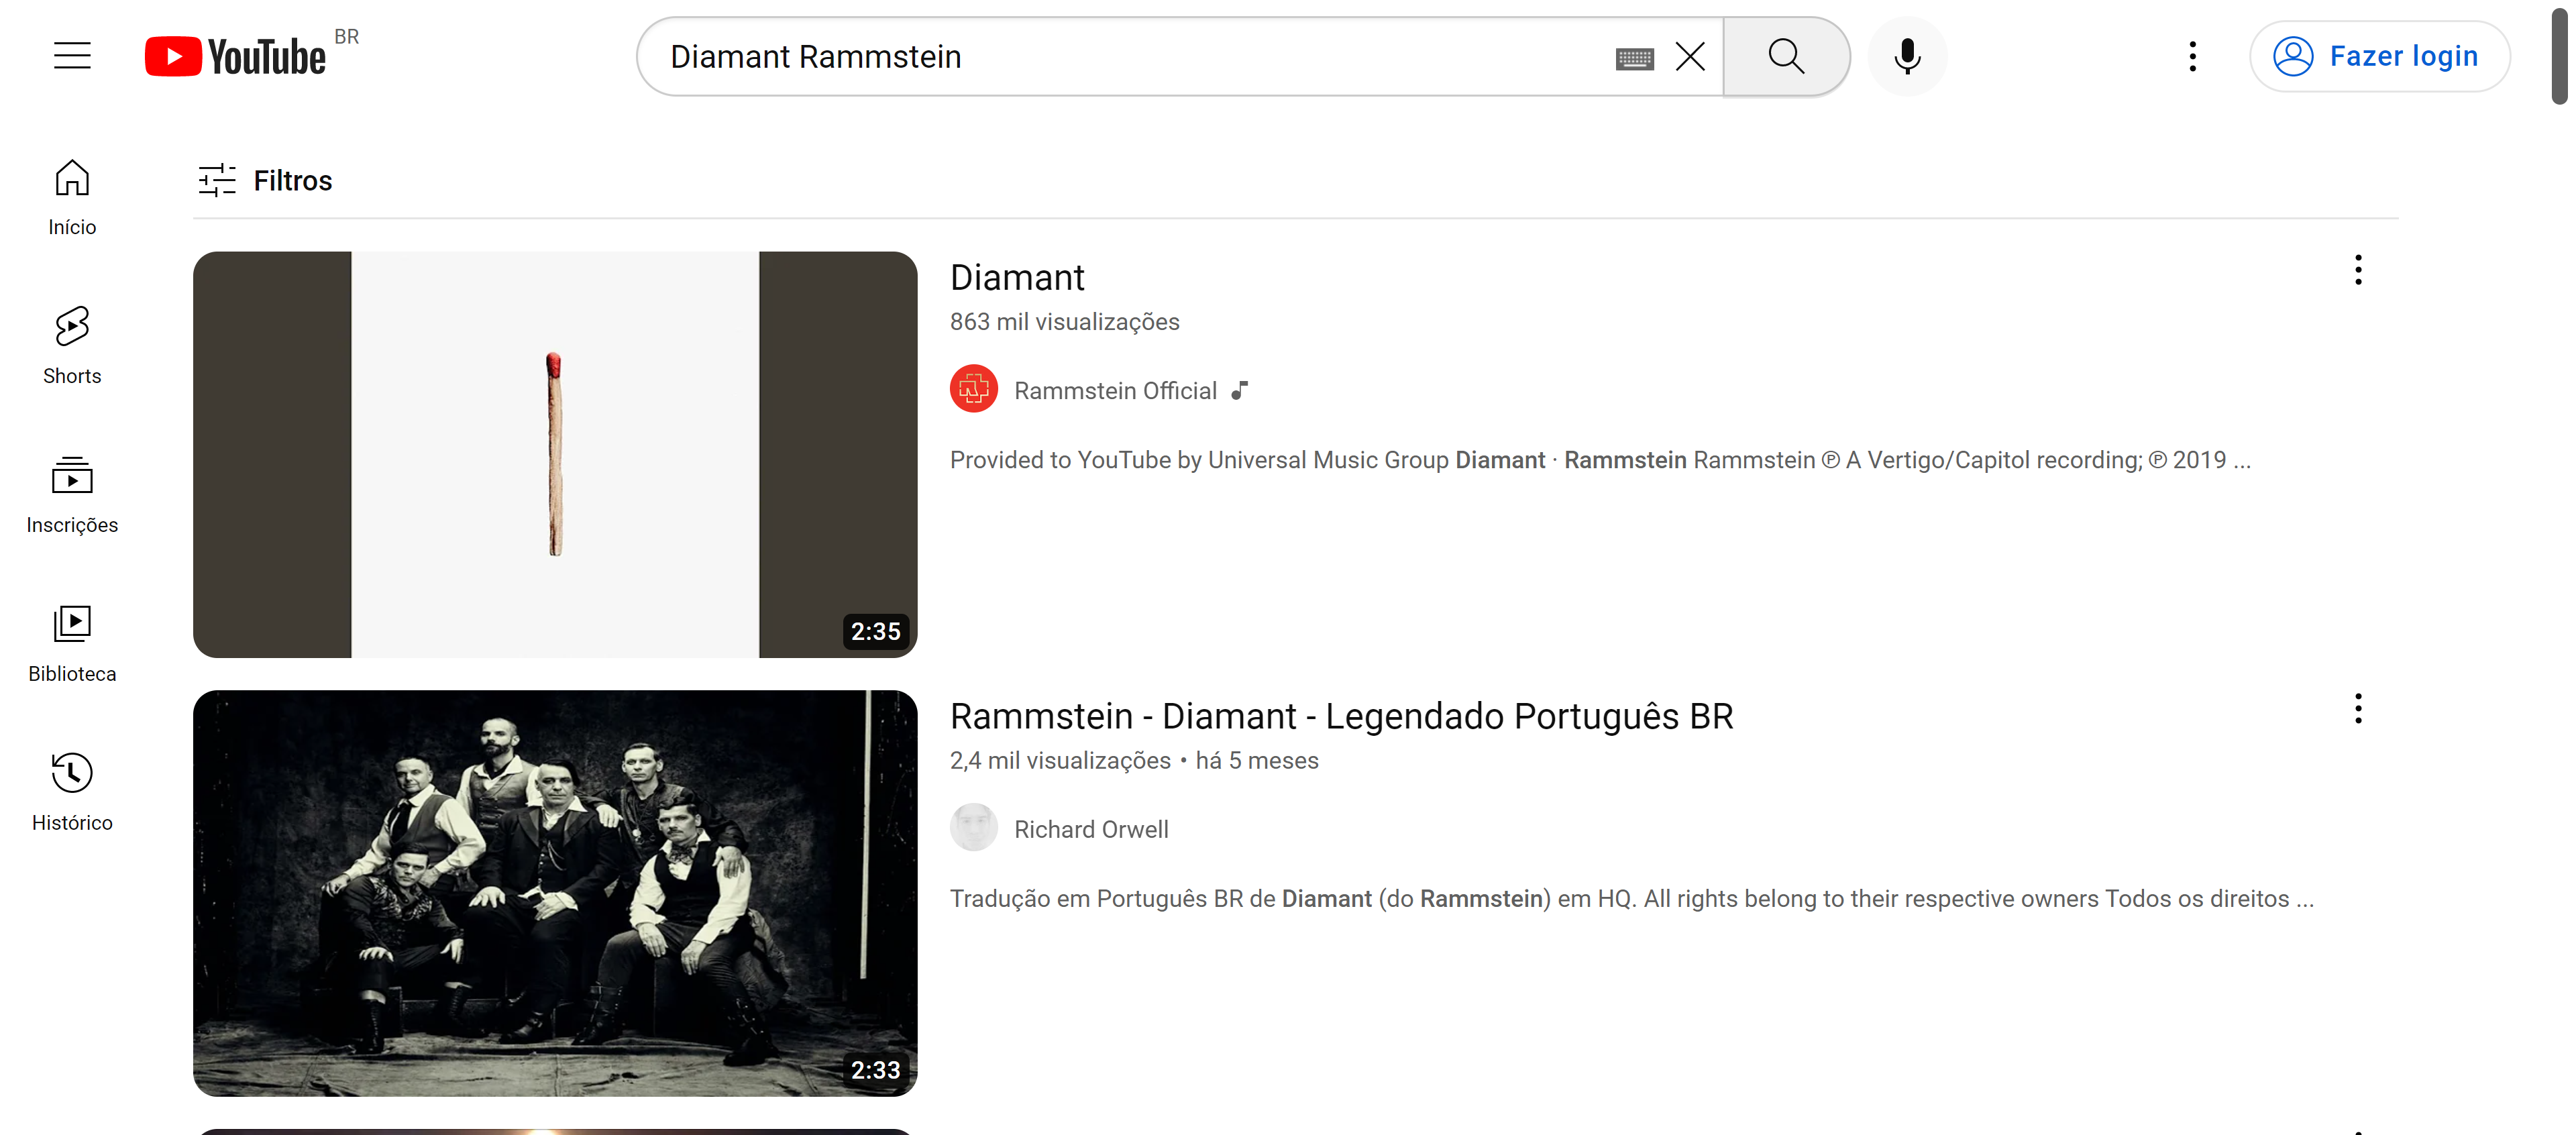 YouTube BR
Diamant Rammstein
Fazer login
Início
Shorts
Inscrições
Biblioteca
Histórico
Filtros
2:35
Diamant
863 mil visualizações
Rammstein Official
Provided to YouTube by Universal Music Group Diamant · Rammstein Rammstein ℗ A Vertigo/Capitol recording; ℗ 2019 ...
2:33
Rammstein - Diamant - Legendado Português BR
2,4 mil visualizações • há 5 meses
Richard Orwell
Tradução em Português BR de Diamant (do Rammstein) em HQ. All rights belong to their respective owners Todos os direitos ...